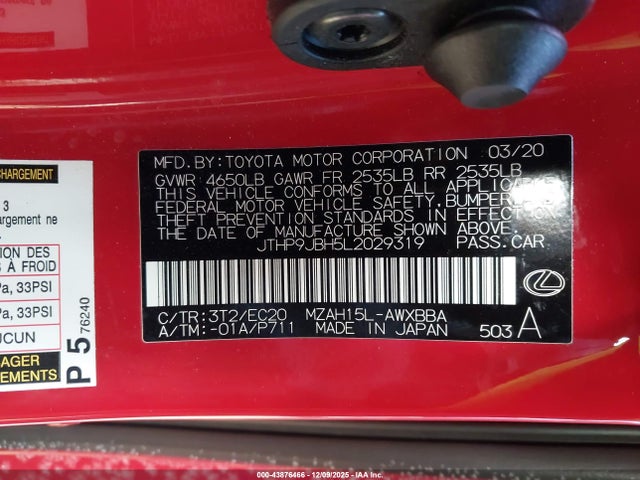 CHARGEMENT
3
hargement ne
ION DES
S À FROID
Pa, 33PSI
Pa, 33PSI
UCUN
AGER
EMENTS
P 5 76240
MFD.BY:TOYOTA MOTOR CORPORATION 03/20
GVWR 4650LB GAWR FR 2535LB RR 2535LB
THIS VEHICLE CONFORMS TO ALL APPLICABLE
FEDERAL MOTOR VEHICLE SAFETY, BUMPER, AND
THEFT PREVENTION STANDARDS IN EFFECT ON
THE DATE OF MANUFACTURE SHOWN ABOVE.
JTHP9JBH5L2029319 PASS.CAR
C/TR:3T2/EC20 MZAH15L-AWXBBA
A/TM:-01A/P711 MADE IN JAPAN 503 A
000-43876466 - 12/09/2025 - IAAI